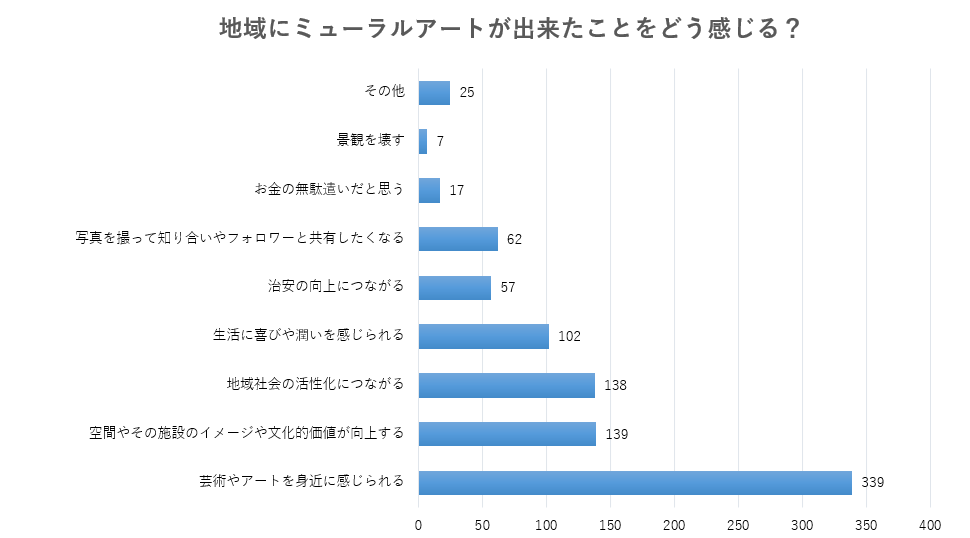 地域にミューラルアートが出来たことをどう感じる？
その他 25
景観を壊す 7
お金の無駄遣いだと思う 17
写真を撮って知り合いやフォロワーと共有したくなる 62
治安の向上につながる 57
生活に喜びや潤いを感じられる 102
地域社会の活性化につながる 138
空間やその施設のイメージや文化的価値が向上する 139
芸術やアートを身近に感じられる 339
0 50 100 150 200 250 300 350 400